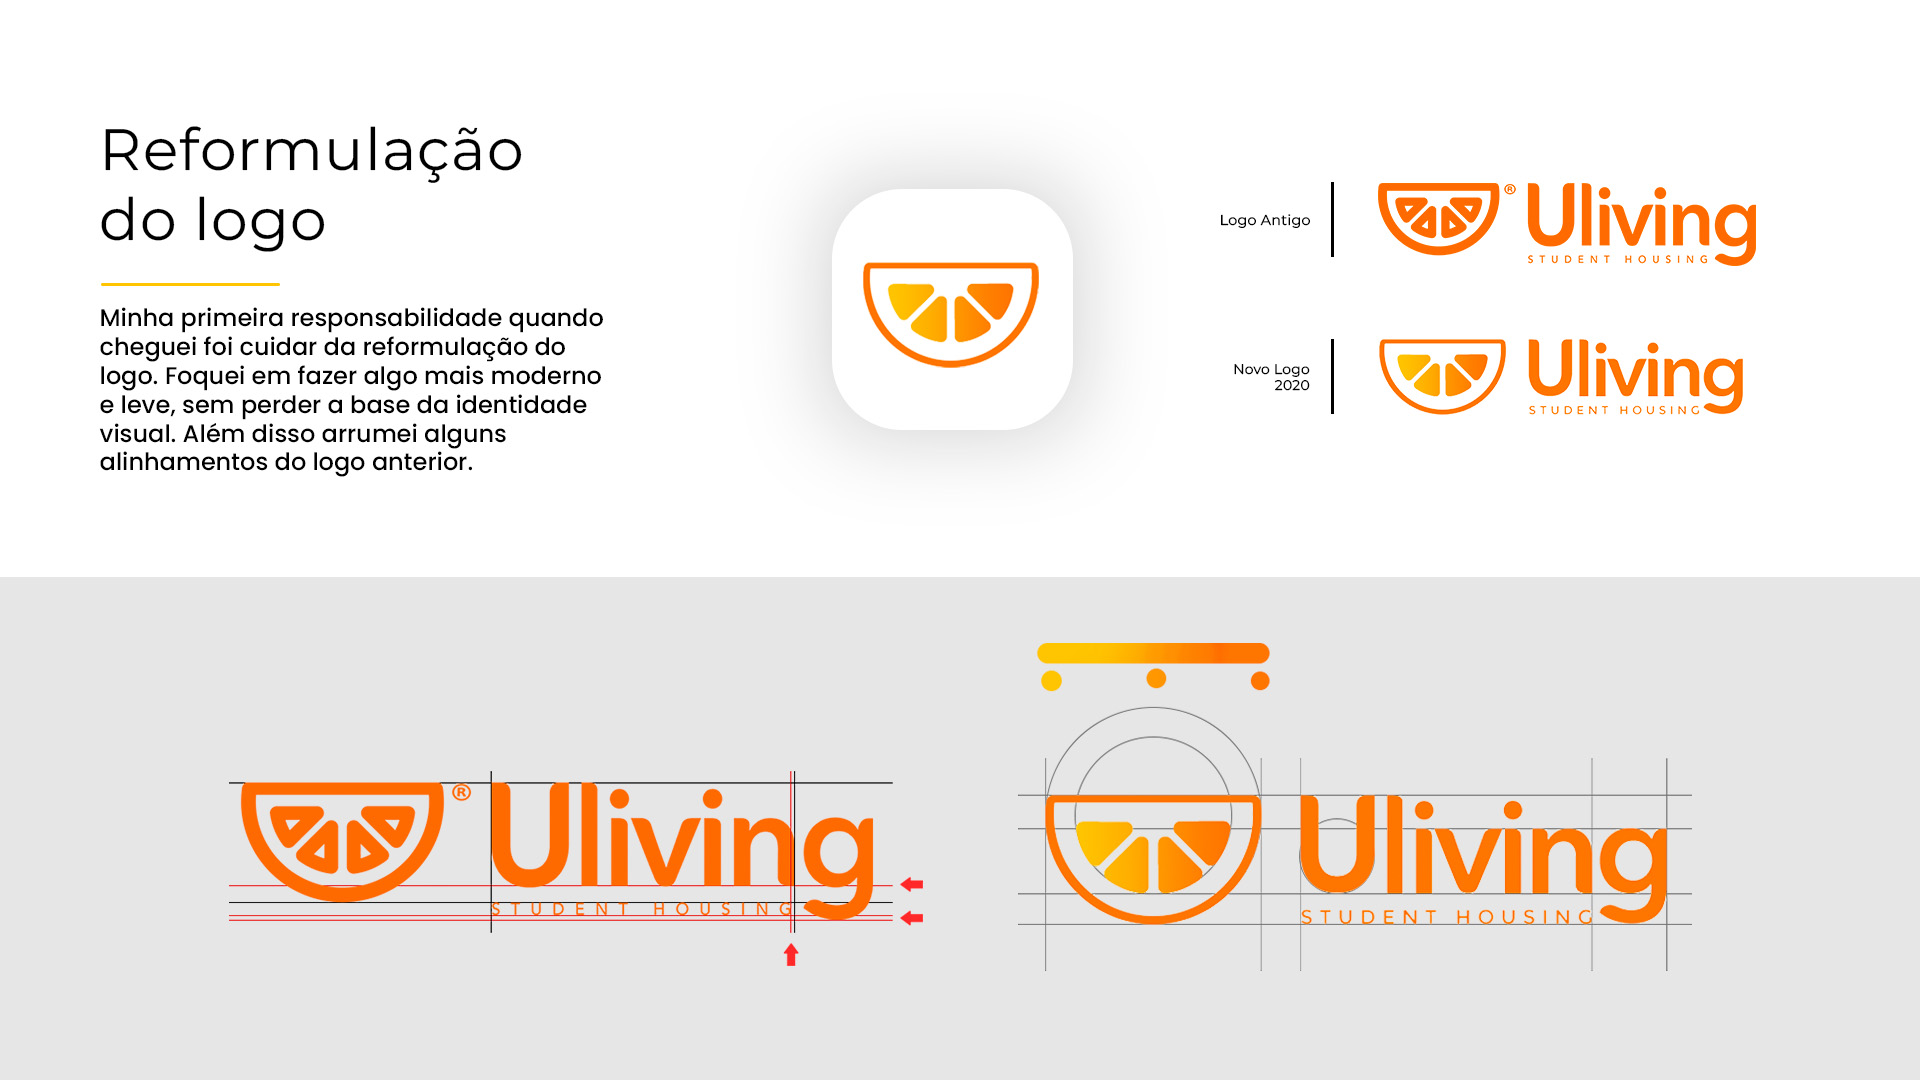 Reformulação
do logo
Minha primeira responsabilidade quando
cheguei foi cuidar da reformulação do
logo. Foquei em fazer algo mais moderno
e leve, sem perder a base da identidade
visual. Além disso arrumei alguns
alinhamentos do logo anterior.
Logo Antigo
® Uliving
STUDENT HOUSING
Novo Logo
2020
Uliving
STUDENT HOUSING
® Uliving
STUDENT HOUSING
Uliving
STUDENT HOUSING